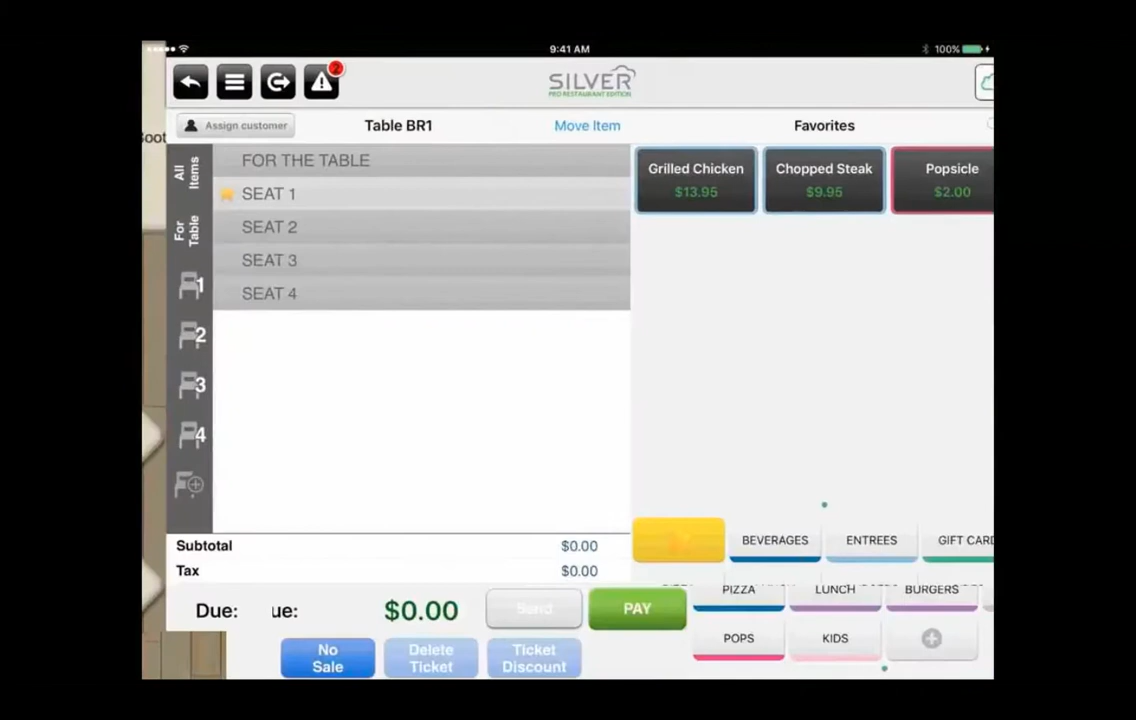 9:41 AM
100%
2
SILVER
PRO RESTAURANT EDITION
Boot
Assign customer
Table BR1
Move Item
Favorites
All Items
For Table
FOR THE TABLE
SEAT 1
SEAT 2
SEAT 3
SEAT 4
1
2
3
4
Grilled Chicken
$13.95
Chopped Steak
$9.95
Popsicle
$2.00
Subtotal
$0.00
Tax
$0.00
BEVERAGES
ENTREES
GIFT CARD
PIZZA
LUNCH
BURGERS
POPS
KIDS
Due:
ue:
$0.00
Send
PAY
No Sale
Delete Ticket
Ticket Discount